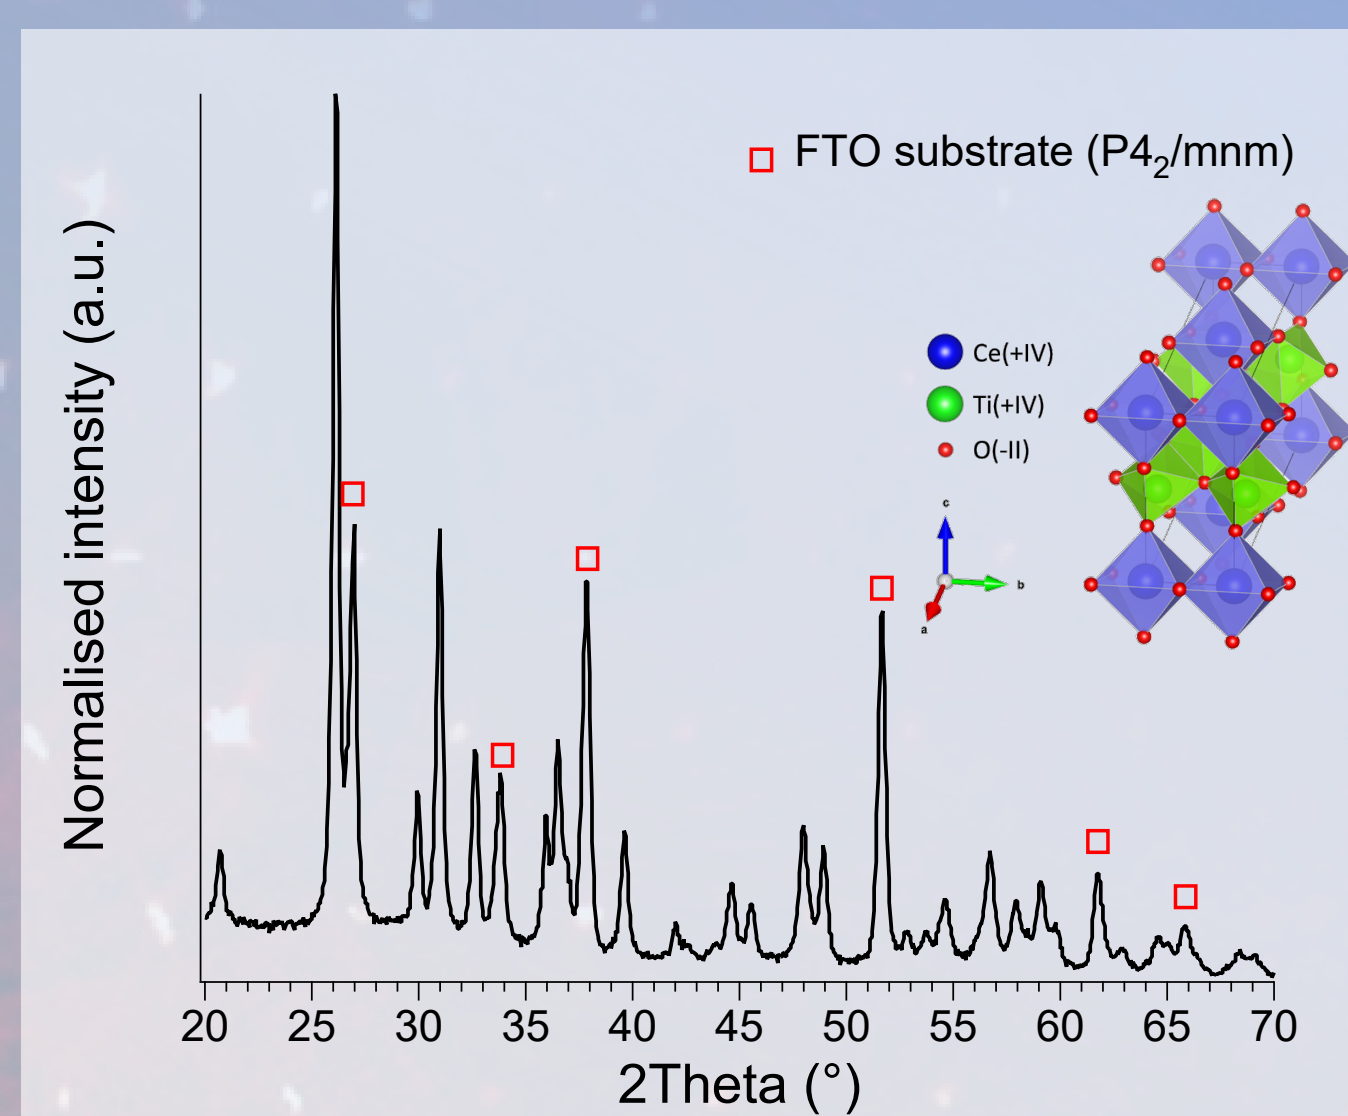 FTO substrate (P4₂/mnm)
Normalised intensity (a.u.)
Ce(+IV)
Ti(+IV)
O(-II)
c
b
a
20 25 30 35 40 45 50 55 60 65 70
2Theta (°)